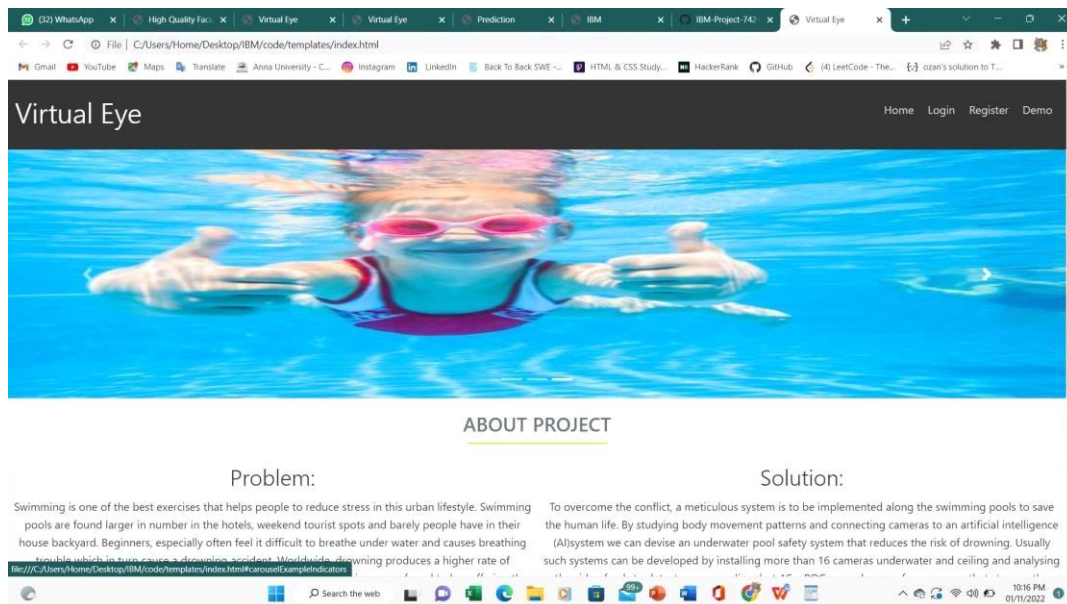 (32) WhatsApp
High Quality Facu
Virtual Eye
Virtual Eye
Prediction
IBM
IBM-Project-742
Virtual Eye
File | C:/Users/Home/Desktop/IBM/code/templates/index.html
Gmail YouTube Maps Translate Anna University - C... Instagram LinkedIn Back To Back SWE -... HTML & CSS Study... HackerRank GitHub (4) LeetCode - The... ozan's solution to T...
Virtual Eye
Home Login Register Demo
ABOUT PROJECT
Problem:
Swimming is one of the best exercises that helps people to reduce stress in this urban lifestyle. Swimming
pools are found larger in number in the hotels, weekend tourist spots and barely people have in their
house backyard. Beginners, especially often feel it difficult to breathe under water and causes breathing
trouble which in turn cause a drowning accident. Worldwide, drowning produces a higher rate of
Solution:
To overcome the conflict, a meticulous system is to be implemented along the swimming pools to save
the human life. By studying body movement patterns and connecting cameras to an artificial intelligence
(AI)system we can devise an underwater pool safety system that reduces the risk of drowning. Usually
such systems can be developed by installing more than 16 cameras underwater and ceiling and analysing
file:///C:/Users/Home/Desktop/IBM/code/templates/index.html#carouselExampleIndicators
Search the web
99+
10:16 PM
01/11/2022